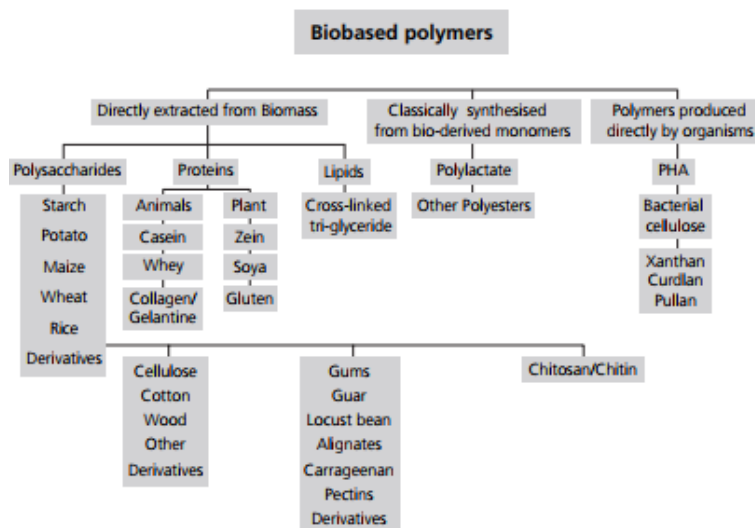 Biobased polymers
Directly extracted from Biomass
Classically synthesised
from bio-derived monomers
Polymers produced
directly by organisms
Polysaccharides
Proteins
Lipids
Polylactate
PHA
Starch
Potato
Maize
Wheat
Rice
Derivatives
Animals
Casein
Whey
Collagen/
Gelantine
Plant
Zein
Soya
Gluten
Cross-linked
tri-glyceride
Other Polyesters
Bacterial
cellulose
Xanthan
Curdlan
Pullan
Cellulose
Cotton
Wood
Other
Derivatives
Gums
Guar
Locust bean
Alignates
Carrageenan
Pectins
Derivatives
Chitosan/Chitin